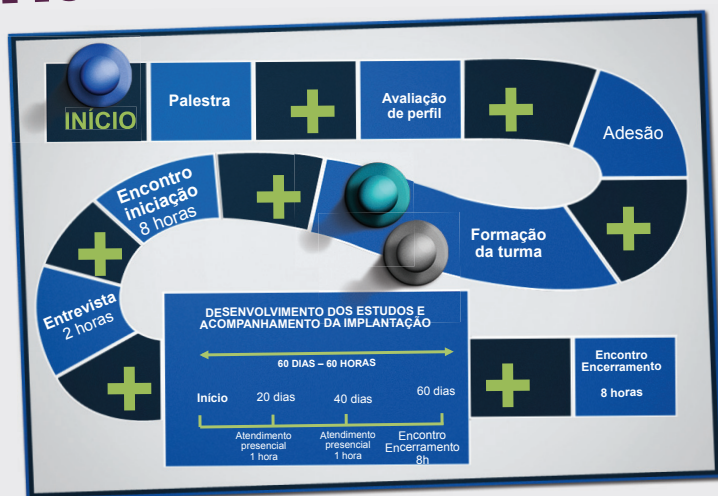 INÍCIO
Palestra
+
Avaliação
de perfil
+
Adesão
+
Formação
da turma
+
Encontro
iniciação
8 horas
+
Entrevista
2 horas
+
DESENVOLVIMENTO DOS ESTUDOS E
ACOMPANHAMENTO DA IMPLANTAÇÃO
60 DIAS – 60 HORAS
Início 20 dias 40 dias 60 dias
Atendimento
presencial
1 hora
Atendimento
presencial
1 hora
Encontro
Encerramento
8h
+
Encontro
Encerramento
8 horas